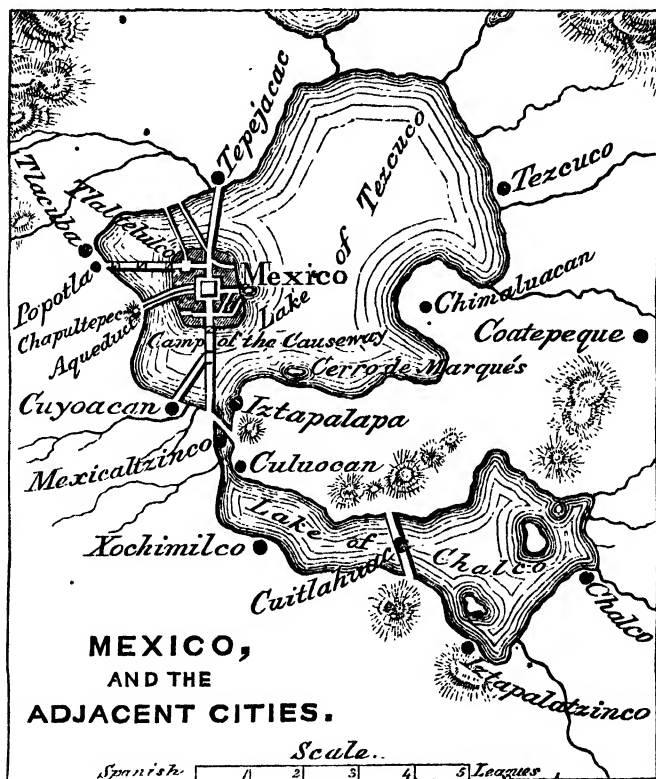 Tepejacac
Tlacuba
Tlalteluico
Lake of Tezcuco
Tezcuco
Popotla
Mexico
Chapultepec
Aqueduct
Chimaluacan
Camp of the Causeway
Coatepeque
Cerro de Marqués
Cuyoacan
Iztapalapa
Mexicaltzinco
Culuocan
Xochimilco
Lake of Chalco
Cuitlahuac
Chalco
Iztapalatzinco
MEXICO,
AND THE
ADJACENT CITIES.
Scale..
Spanish 1 2 3 4 5 Leagues